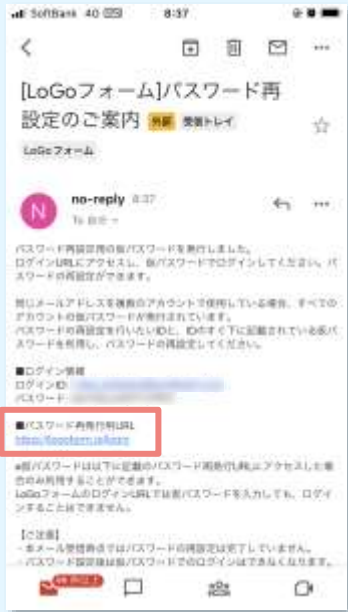 SoftBank 4G
8:37
[LoGoフォーム]パスワード再
設定のご案内 外部 受信トレイ
LoGoフォーム
N
no-reply 8:37
To 自分
パスワード再設定用の仮パスワードを発行しました。
ログインURLにアクセスし、仮パスワードでログインしてください。パ
スワードの再設定ができます。
同じメールアドレスを複数のアカウントで使用している場合、すべての
アカウントの仮パスワードが発行されています。
パスワードの再設定を行いたいIDと、IDのすぐ下に記載されている仮パ
スワードを利用し、パスワードの再設定してください。
■ログイン情報
ログインID:
パスワード:
■パスワード再発行用URL
※仮パスワードは以下に記載のパスワード再発行URLにアクセスした場
合のみ利用することができます。
LoGoフォームのログインURLでは仮パスワードを入力しても、ログイ
ンすることはできません。
【ご注意】
・本メール受信時点ではパスワードの再設定は完了していません。
・パスワード設定後は仮パスワードでのログインはできなくなります。